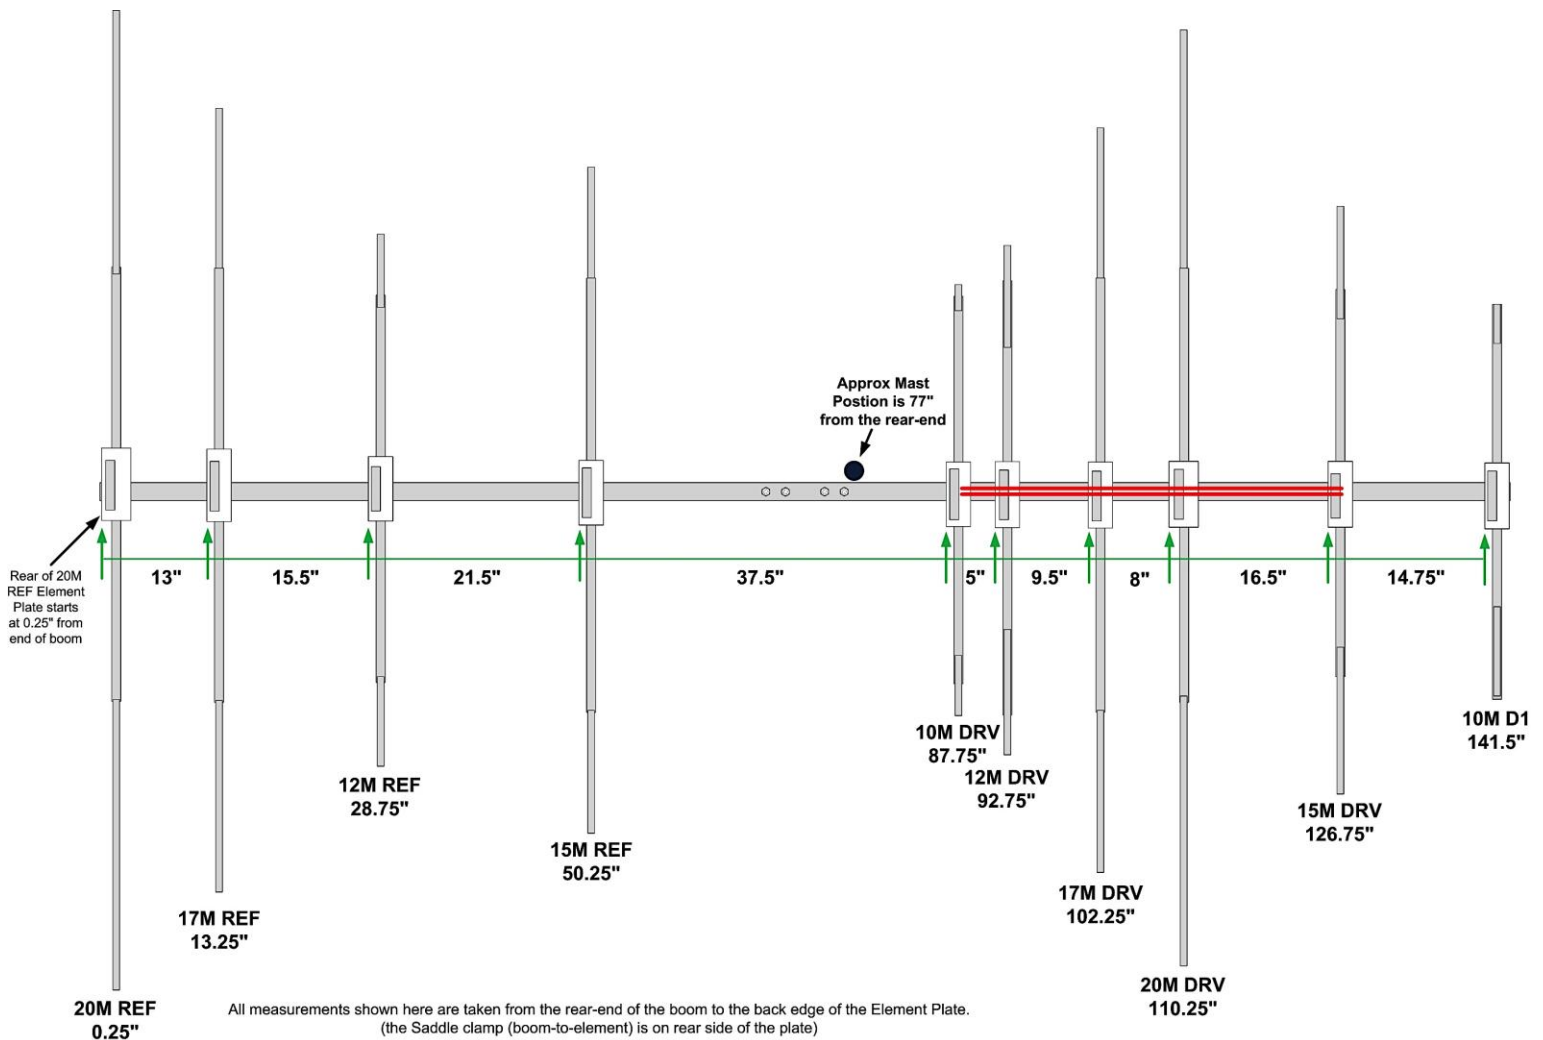 Approx Mast
Postion is 77"
from the rear-end
Rear of 20M
REF Element
Plate starts
at 0.25" from
end of boom
13"
15.5"
21.5"
37.5"
5"
9.5"
8"
16.5"
14.75"
10M DRV
87.75"
10M D1
141.5"
12M REF
28.75"
12M DRV
92.75"
15M DRV
126.75"
15M REF
50.25"
17M DRV
102.25"
17M REF
13.25"
20M DRV
110.25"
20M REF
0.25"
All measurements shown here are taken from the rear-end of the boom to the back edge of the Element Plate.
(the Saddle clamp (boom-to-element) is on rear side of the plate)